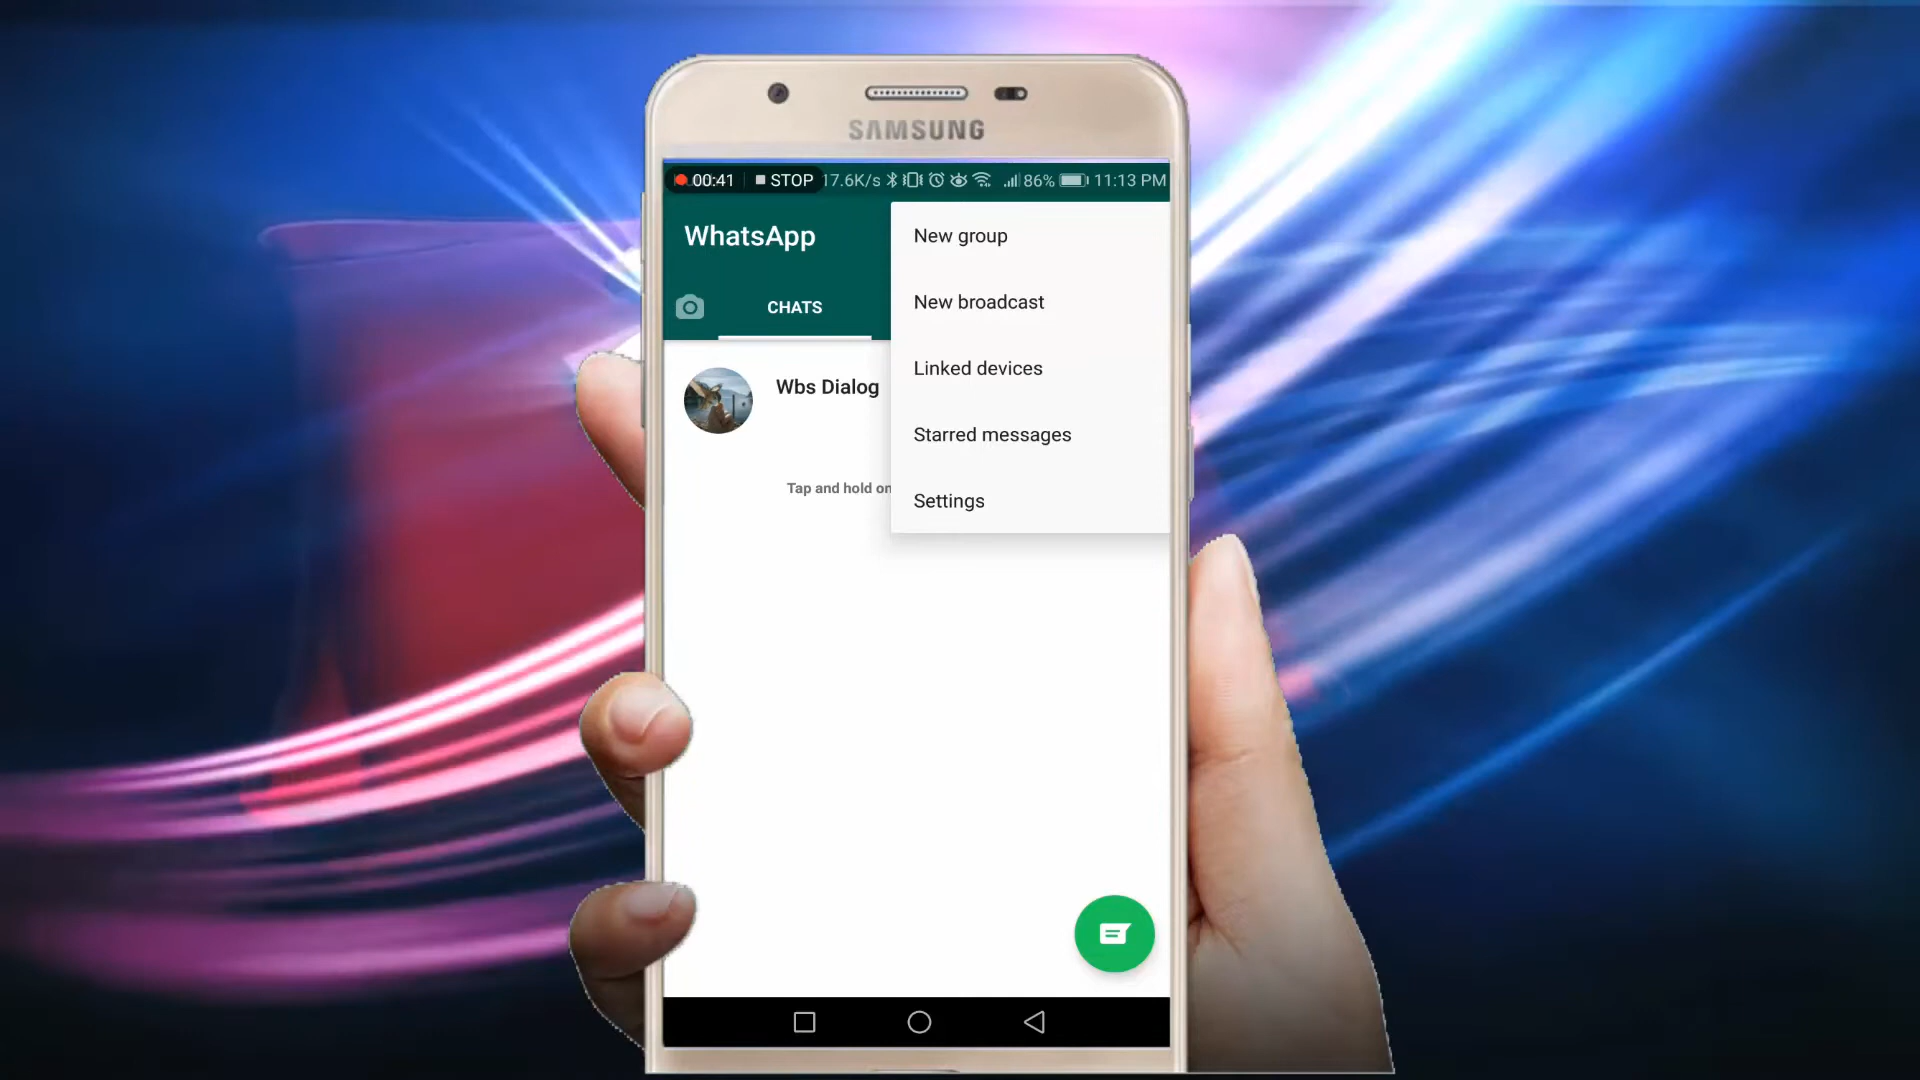 SAMSUNG
00:41 STOP 17.6K/s 86% 11:13 PM
WhatsApp
CHATS
New group
New broadcast
Linked devices
Starred messages
Settings
Wbs Dialog
Tap and hold on